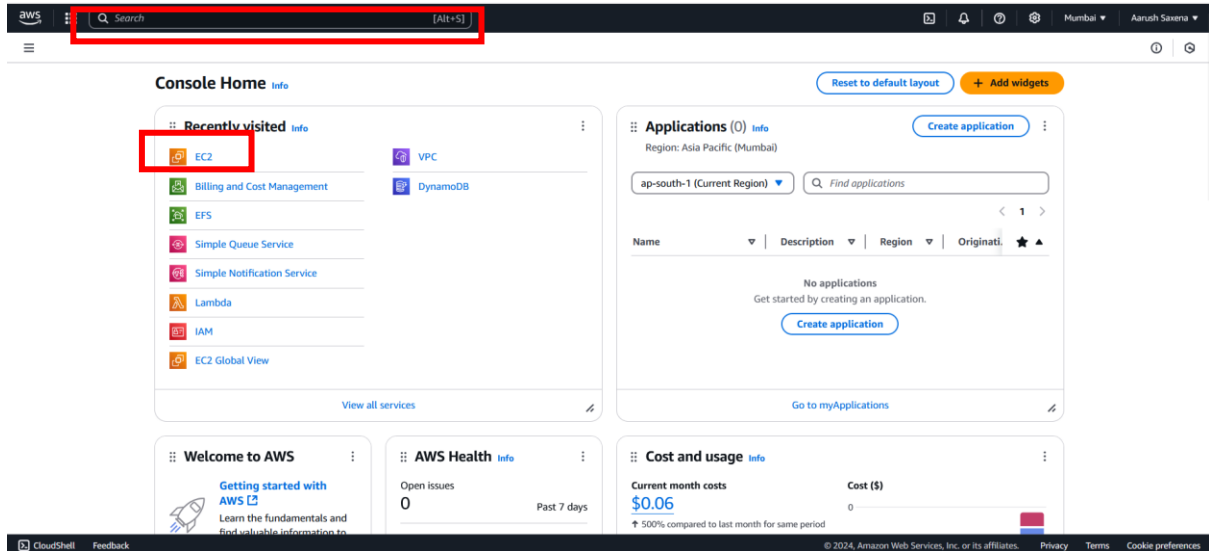 aws
Search [Alt+S]
Mumbai ▼
Aarush Saxena ▼
Console Home Info
Reset to default layout
+ Add widgets
Recently visited Info
EC2
Billing and Cost Management
EFS
Simple Queue Service
Simple Notification Service
Lambda
IAM
EC2 Global View
VPC
DynamoDB
View all services
Applications (0) Info
Create application
Region: Asia Pacific (Mumbai)
ap-south-1 (Current Region) ▼
Find applications
1
Name Description Region Originati.
No applications
Get started by creating an application.
Create application
Go to myApplications
Welcome to AWS
Getting started with
AWS
Learn the fundamentals and
find valuable information to
AWS Health Info
Open issues
0
Past 7 days
Cost and usage Info
Current month costs
$0.06
↑ 500% compared to last month for same period
Cost ($)
0
CloudShell Feedback
© 2024, Amazon Web Services, Inc. or its affiliates. Privacy Terms Cookie preferences